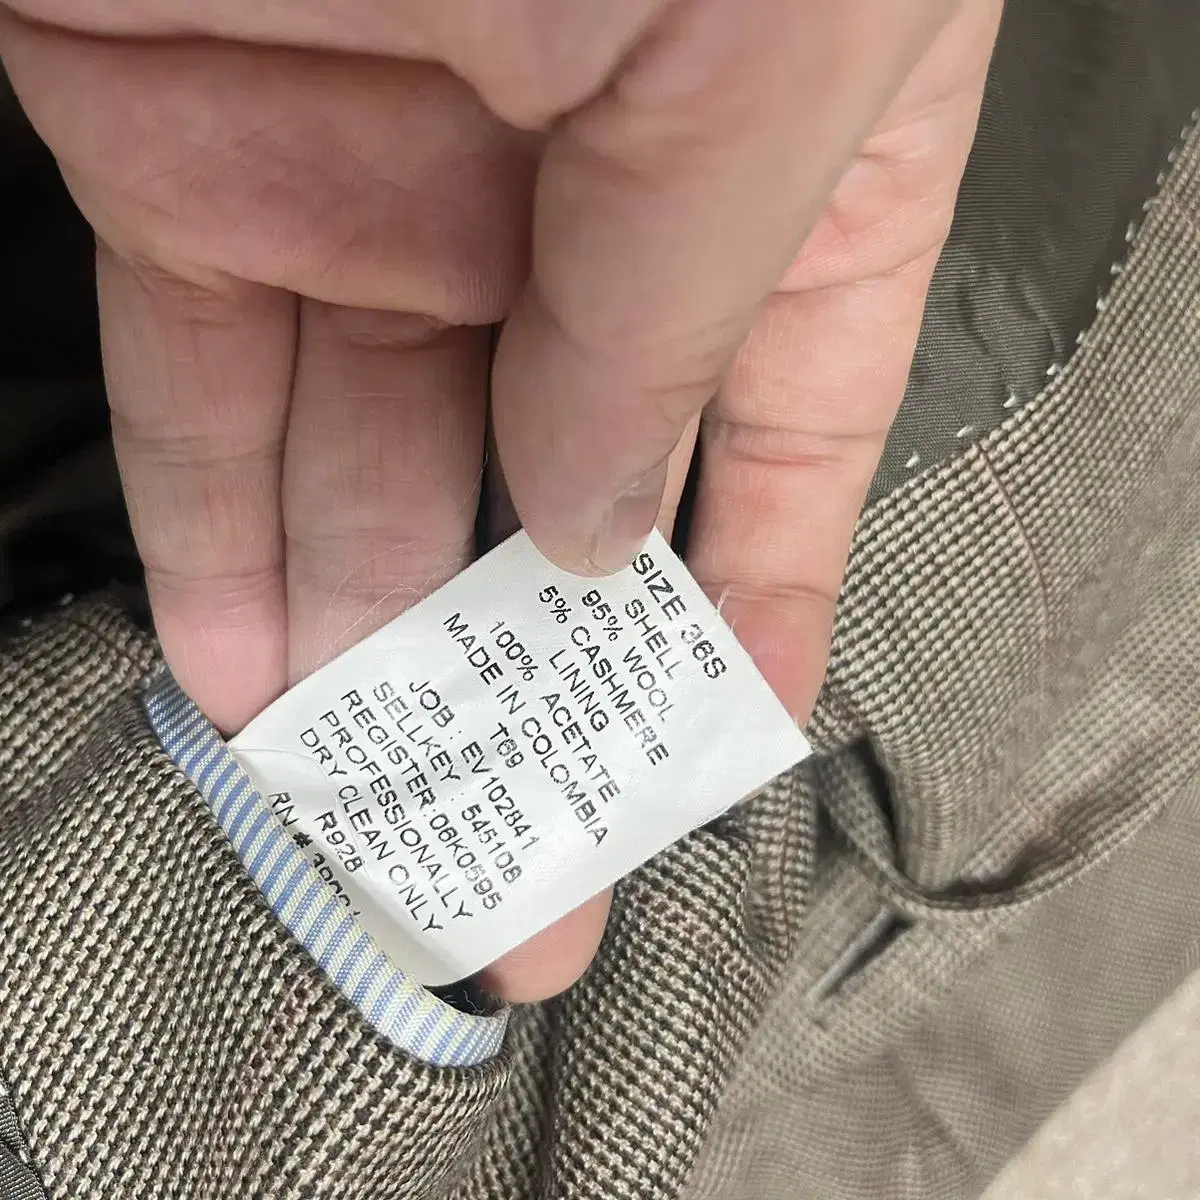 SIZE 36S
SHELL
95% WOOL
5% CASHMERE
LINING
100% ACETATE
MADE IN COLOMBIA
T69
JOB : EV102841
SELLKEY : 545108
REGISTER:06K0595
PROFESSIONALLY
DRY CLEAN ONLY
R928
RN #